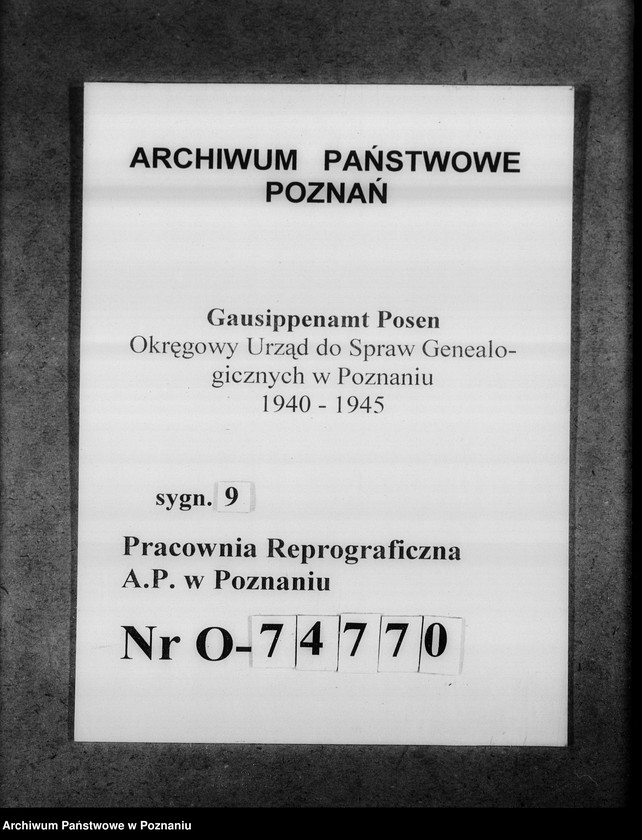 ARCHIWUM PAŃSTWOWE
POZNAŃ
Gausippenamt Posen
Okręgowy Urząd do Spraw Genealo-
gicznych w Poznaniu
1940 - 1945
sygn. 9
Pracownia Reprograficzna
A.P. w Poznaniu
Nr O-74770
Archiwum Państwowe w Poznaniu